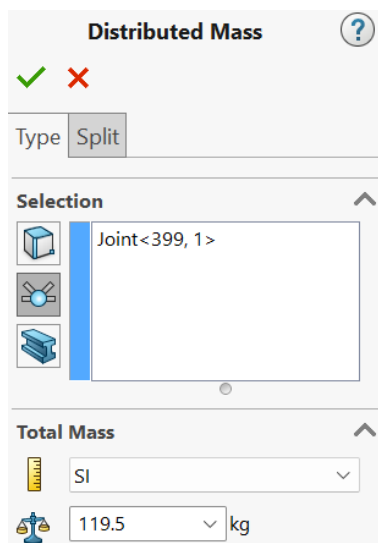 Distributed Mass
?
Type Split
Selection
Joint<399, 1>
Total Mass
SI
119.5 kg